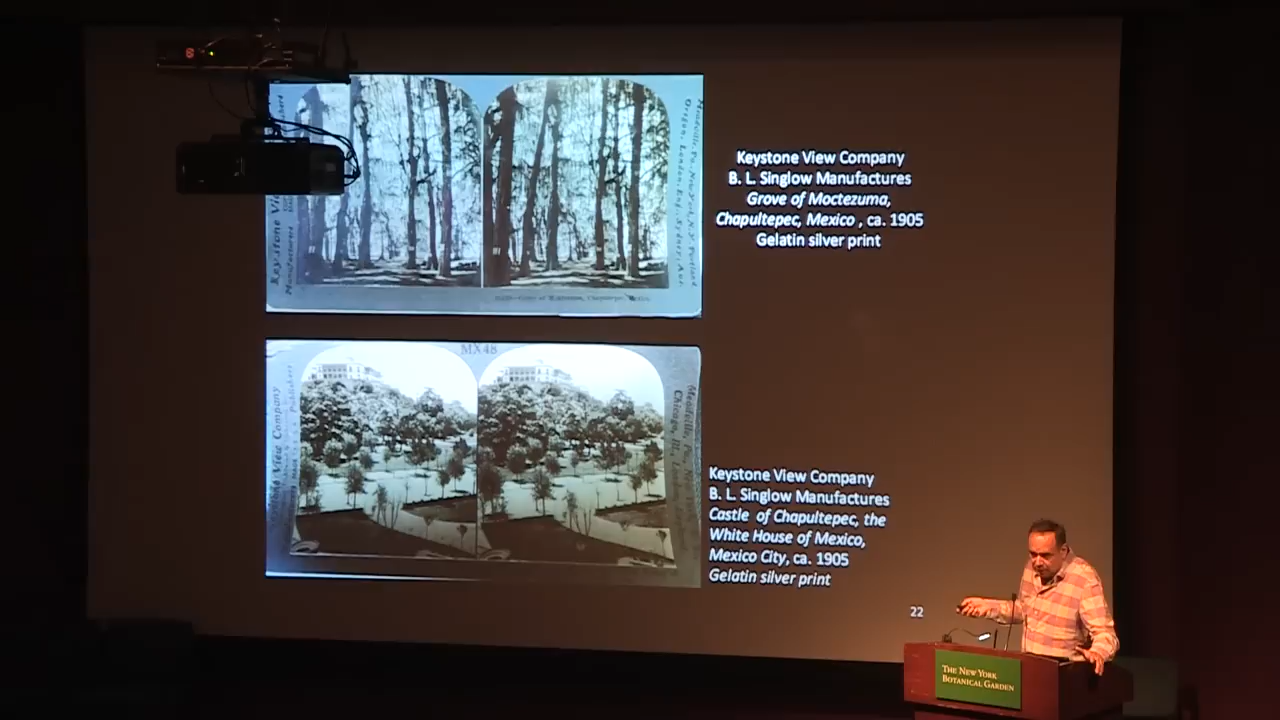 Keystone View Company
B. L. Singlow Manufactures
Grove of Moctezuma,
Chapultepec, Mexico , ca. 1905
Gelatin silver print
MX48
Keystone View Company
B. L. Singlow Manufactures
Castle of Chapultepec, the
White House of Mexico,
Mexico City, ca. 1905
Gelatin silver print
22
THE NEW YORK
BOTANICAL GARDEN